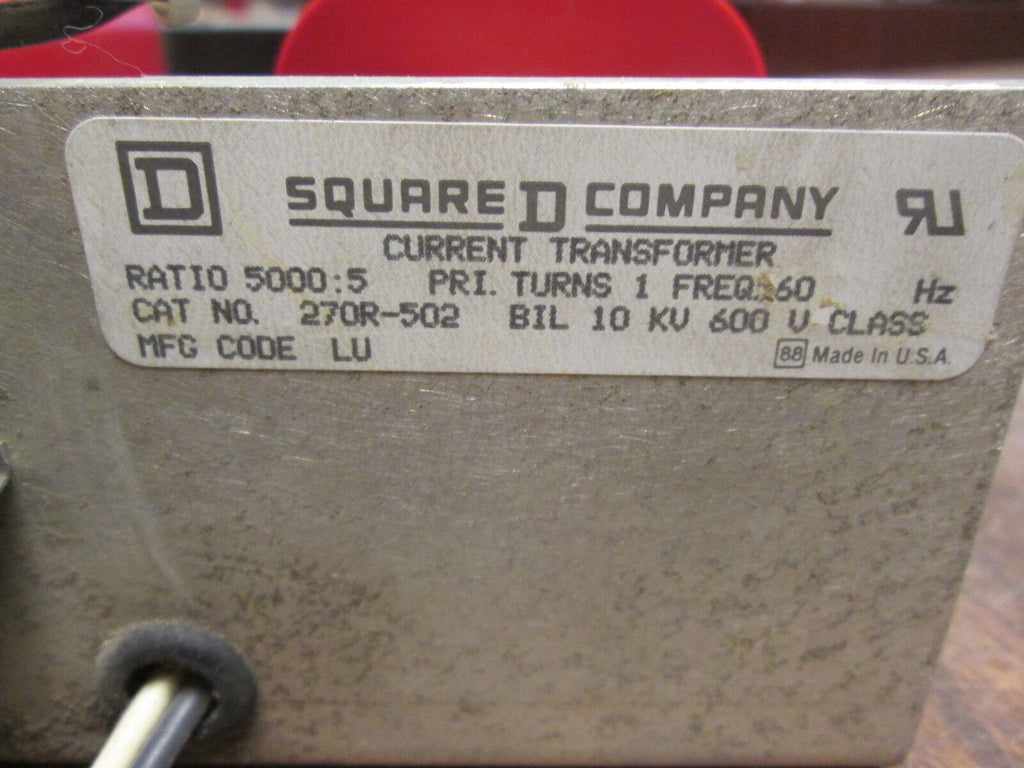 D SQUARE D COMPANY RU
CURRENT TRANSFORMER
RATIO 5000:5 PRI. TURNS 1 FREQ. 60 Hz
CAT NO. 270R-502 BIL 10 KV 600 V CLASS
MFG CODE LU 88 Made In U.S.A.